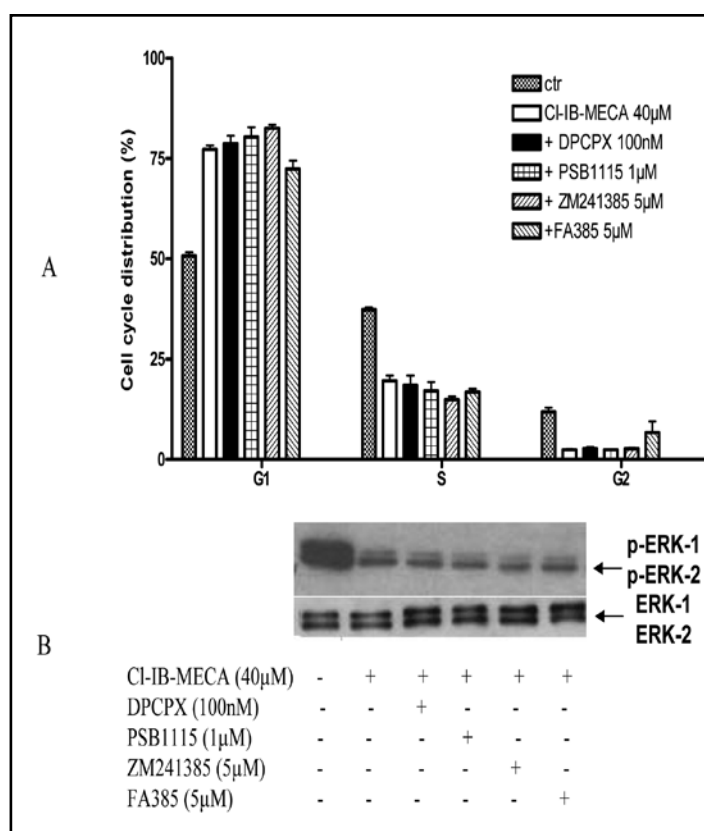 100
75
50
25
0
Cell cycle distribution (%)
ctr
Cl-IB-MECA 40µM
+ DPCPX 100nM
+ PSB1115 1µM
+ ZM241385 5µM
+FA385 5µM
A
G1 S G2
p-ERK-1
p-ERK-2
ERK-1
ERK-2
B
Cl-IB-MECA (40µM) - + + + + +
DPCPX (100nM) - - + - - -
PSB1115 (1µM) - - - + - -
ZM241385 (5µM) - - - - + -
FA385 (5µM) - - - - - +